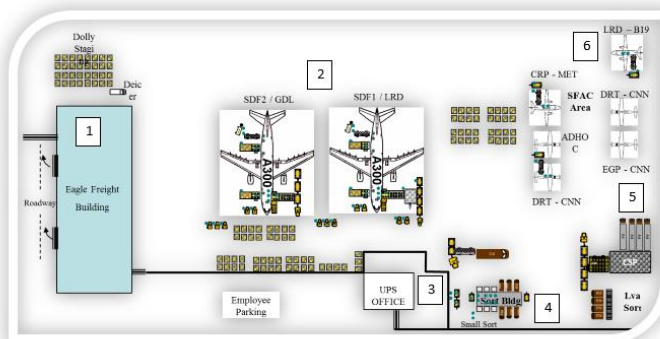 Dolly
Stagi
Deic
er
1
Eagle Freight
Building
Roadway
2
SDF2 / GDL
SDF1 / LRD
A300
A300
6
LRD – B19
CRP - MET
SFAC
Area
DRT - CNN
ADHO
C
EGP - CNN
DRT - CNN
5
CSP
UPS
OFFICE
3
Employee
Parking
Sort Bldg
4
Small Sort
Lva
Sort